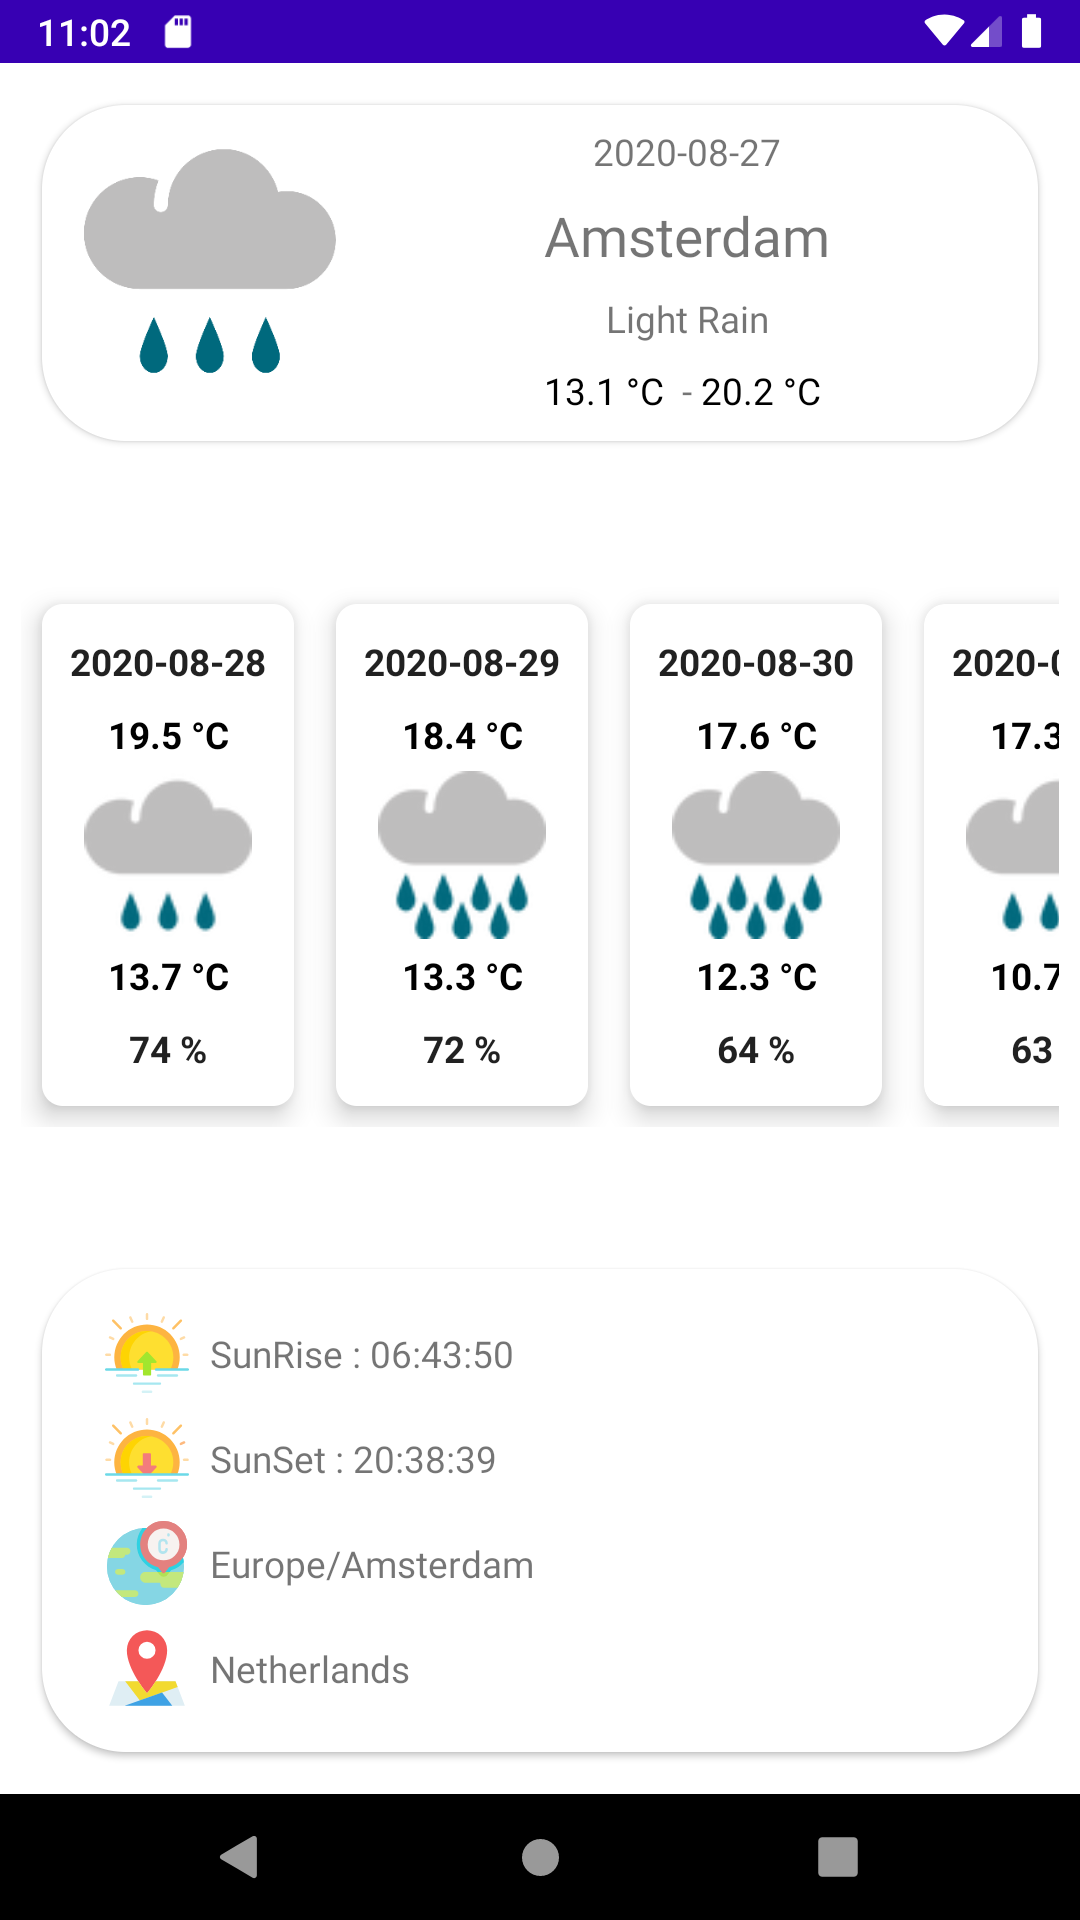 11:02
2020-08-27
Amsterdam
Light Rain
13.1 °C - 20.2 °C
2020-08-28
19.5 °C
13.7 °C
74 %
2020-08-29
18.4 °C
13.3 °C
72 %
2020-08-30
17.6 °C
12.3 °C
64 %
2020-0
17.3
10.7
63
SunRise : 06:43:50
SunSet : 20:38:39
C
Europe/Amsterdam
Netherlands